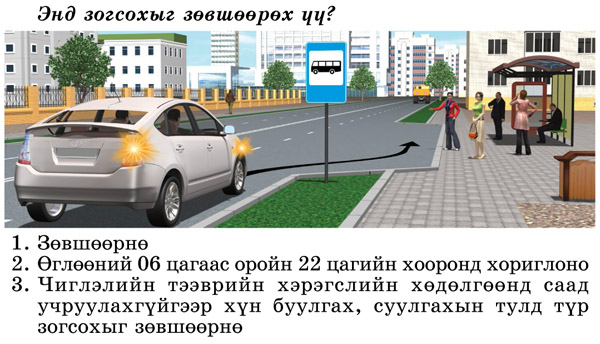 Энд зогсохыг зөвшөөрөх үү?
1. Зөвшөөрнө
2. Өглөөний 06 цагаас оройн 22 цагийн хооронд хориглоно
3. Чиглэлийн тээврийн хэрэгслийн хөдөлгөөнд саад
учруулахгүйгээр хүн буулгах, суулгахын тулд түр
зогсохыг зөвшөөрнө